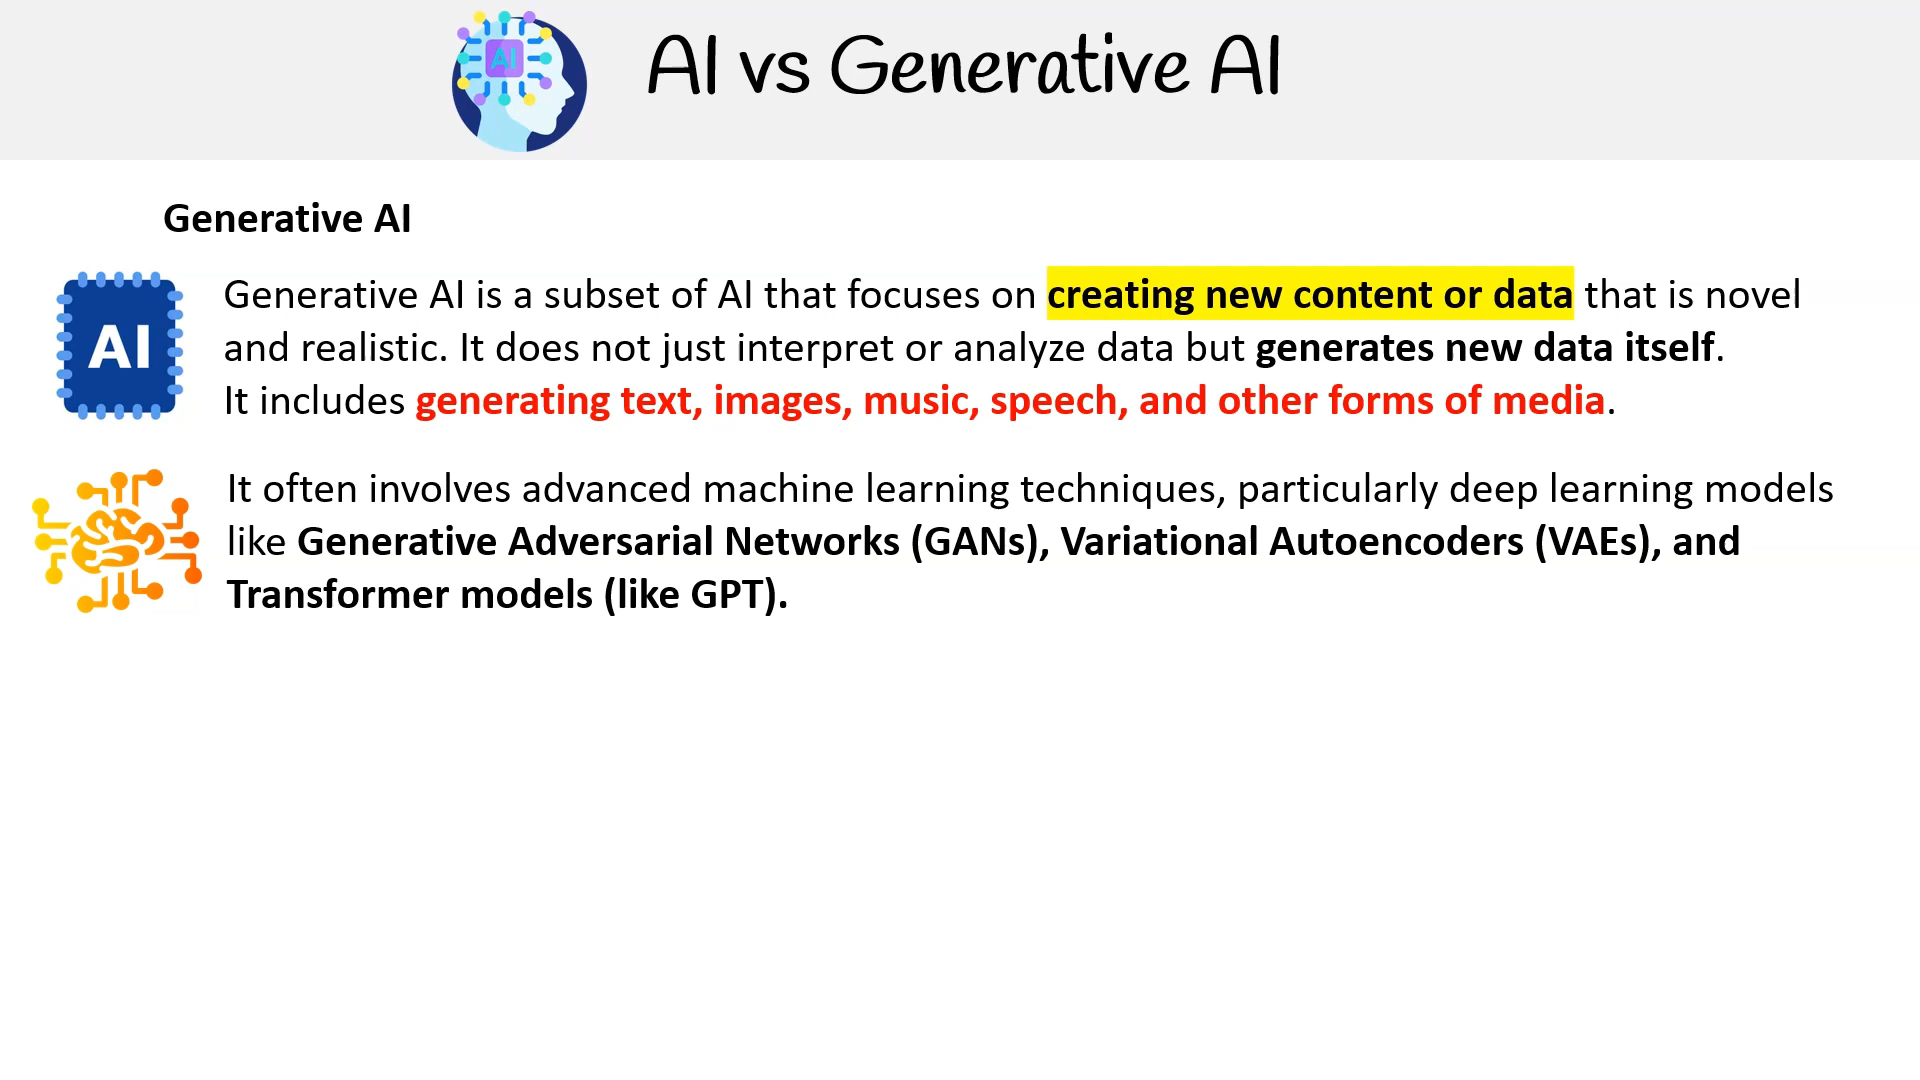 AI
AI vs Generative AI
Generative AI
AI
Generative AI is a subset of AI that focuses on creating new content or data that is novel
and realistic. It does not just interpret or analyze data but generates new data itself.
It includes generating text, images, music, speech, and other forms of media.
It often involves advanced machine learning techniques, particularly deep learning models
like Generative Adversarial Networks (GANs), Variational Autoencoders (VAEs), and
Transformer models (like GPT).